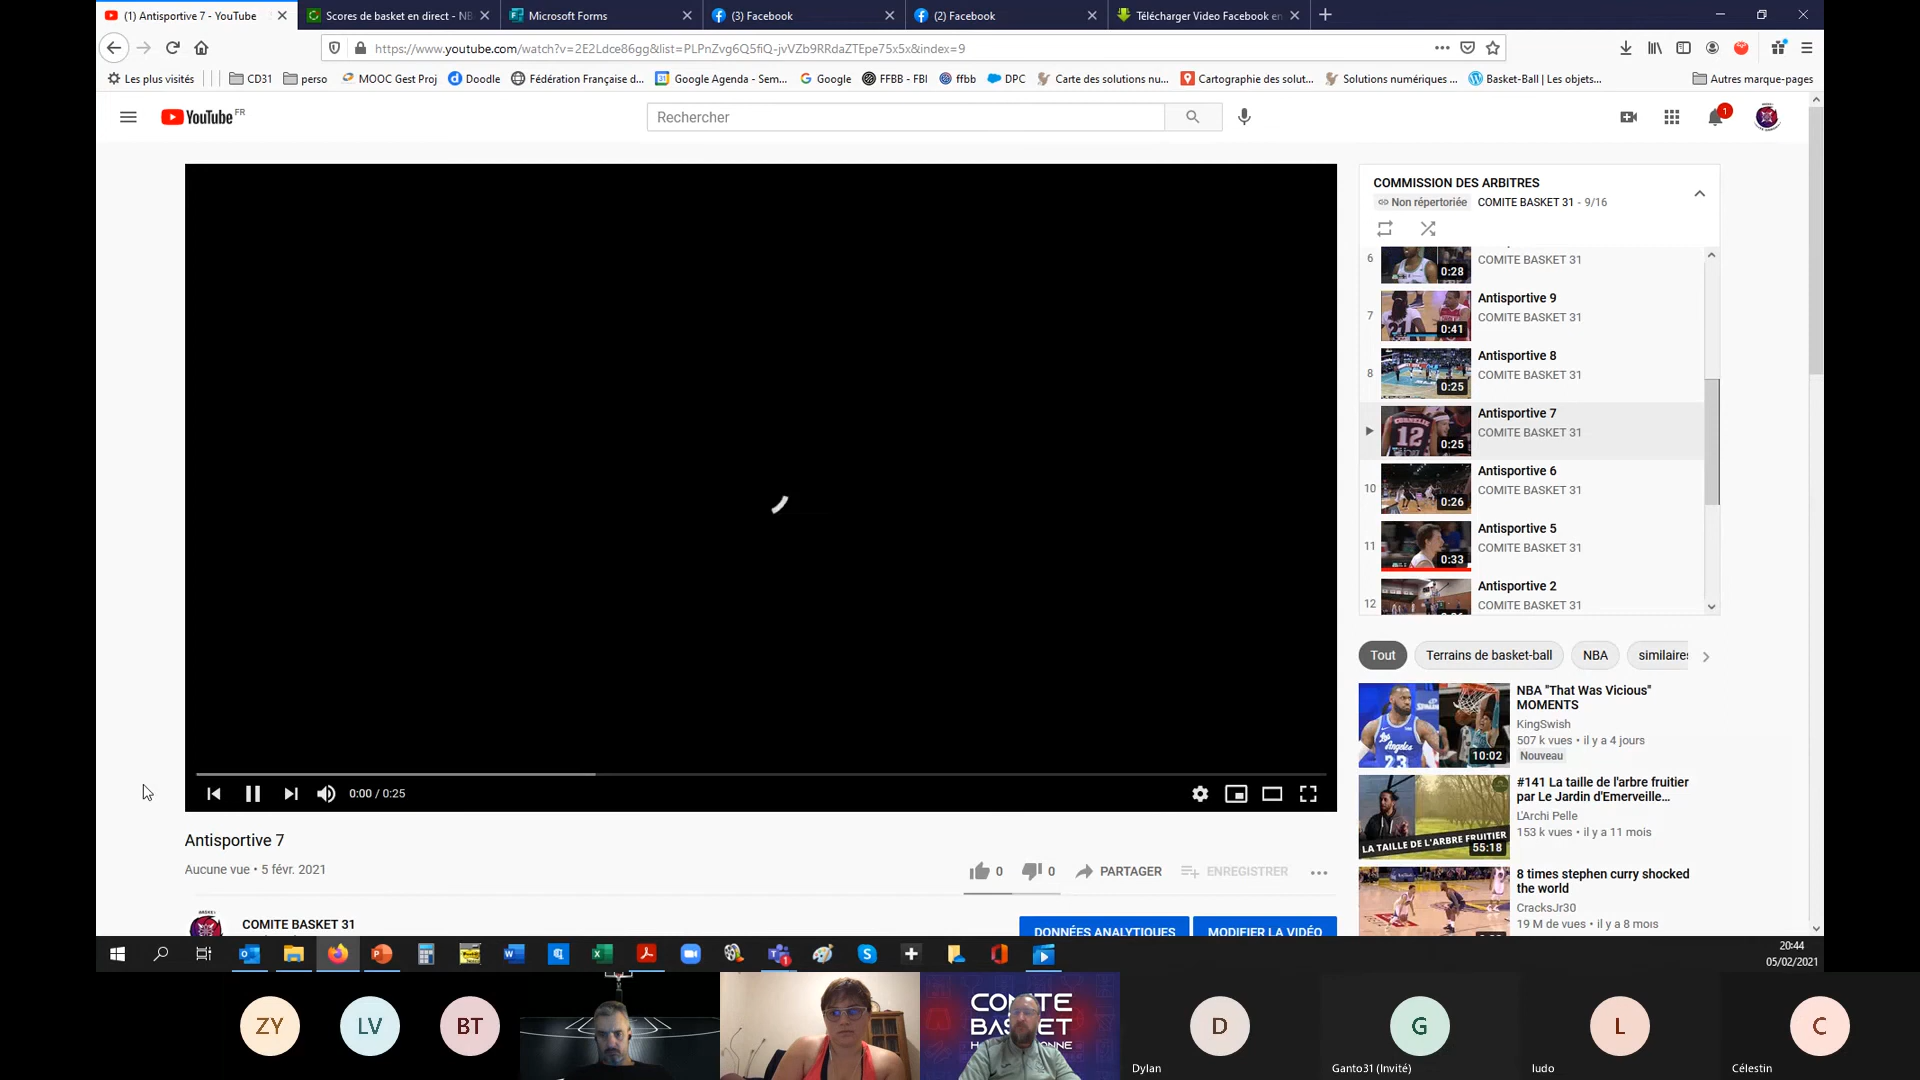 (1) Antisportive 7 - YouTube
Scores de basket en direct - NB
Microsoft Forms
(3) Facebook
(2) Facebook
Télécharger Video Facebook en
https://www.youtube.com/watch?v=2E2Ldce86gg&list=PLPnZvg6Q5fiQ-jvVZb9RRdaZTEpe75x5x&index=9
Les plus visités
CD31
perso
MOOC Gest Proj
Doodle
Fédération Française d...
Google Agenda - Sem...
Google
FFBB - FBI
ffbb
DPC
Carte des solutions nu...
Cartographie des solut...
Solutions numériques ...
Basket-Ball | Les objets...
Autres marque-pages
YouTube FR
Rechercher
1
COMMISSION DES ARBITRES
Non répertoriée COMITE BASKET 31 - 9/16
6
0:28
COMITE BASKET 31
7
0:41
Antisportive 9
COMITE BASKET 31
8
0:25
Antisportive 8
COMITE BASKET 31
12
0:25
Antisportive 7
COMITE BASKET 31
10
0:26
Antisportive 6
COMITE BASKET 31
11
0:33
Antisportive 5
COMITE BASKET 31
12
Antisportive 2
COMITE BASKET 31
Tout
Terrains de basket-ball
NBA
similaires
NBA "That Was Vicious"
MOMENTS
KingSwish
507 k vues • il y a 4 jours
Nouveau
Los Angeles
23
10:02
#141 La taille de l'arbre fruitier
par Le Jardin d'Emerveille...
L'Archi Pelle
153 k vues • il y a 11 mois
LA TAILLE DE L'ARBRE FRUITIER
55:18
8 times stephen curry shocked
the world
CracksJr30
19 M de vues • il y a 8 mois
0:00 / 0:25
Antisportive 7
Aucune vue • 5 févr. 2021
0
0
PARTAGER
ENREGISTRER
COMITE BASKET 31
DONNÉES ANALYTIQUES
MODIFIER LA VIDÉO
20:44
05/02/2021
ZY
LV
BT
COMITE
BASKET
D
Dylan
G
Ganto31 (Invité)
L
ludo
C
Célestin